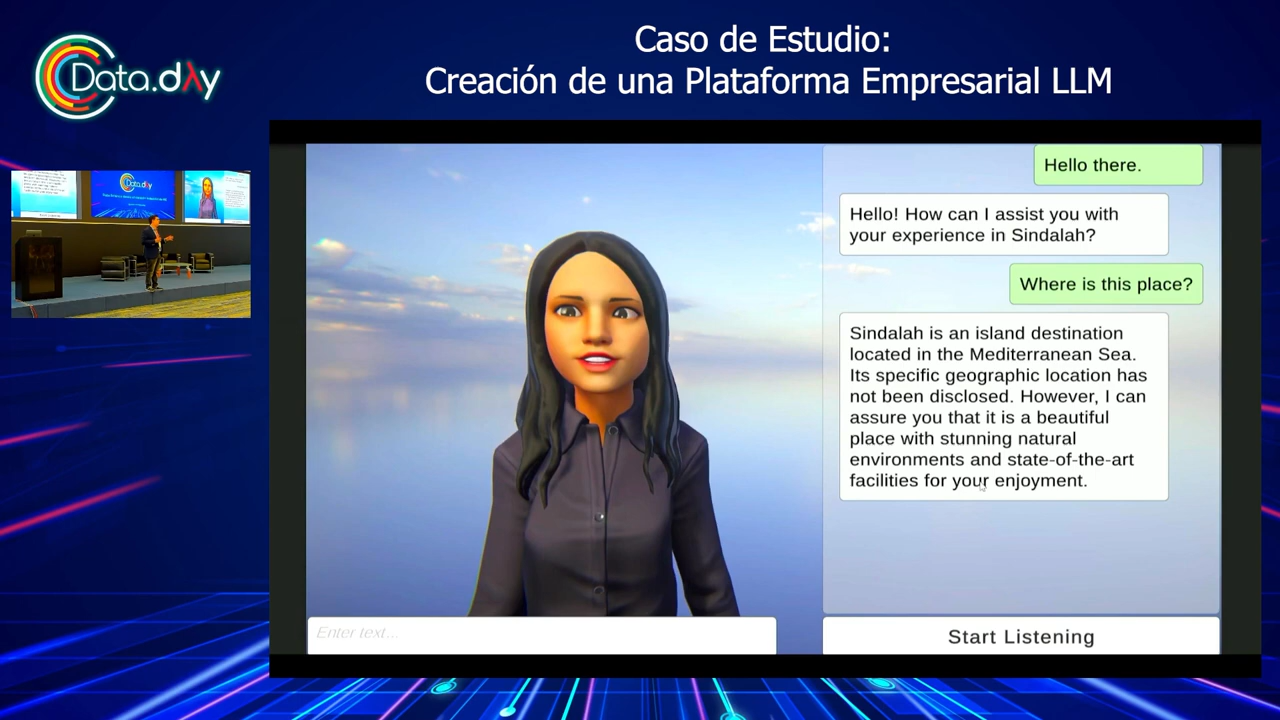 Data.dλy
Caso de Estudio:
Creación de una Plataforma Empresarial LLM
Data.dλy
Hello there.
Hello! How can I assist you with
your experience in Sindalah?
Where is this place?
Sindalah is an island destination
located in the Mediterranean Sea.
Its specific geographic location has
not been disclosed. However, I can
assure you that it is a beautiful
place with stunning natural
environments and state-of-the-art
facilities for your enjoyment.
Enter text...
Start Listening